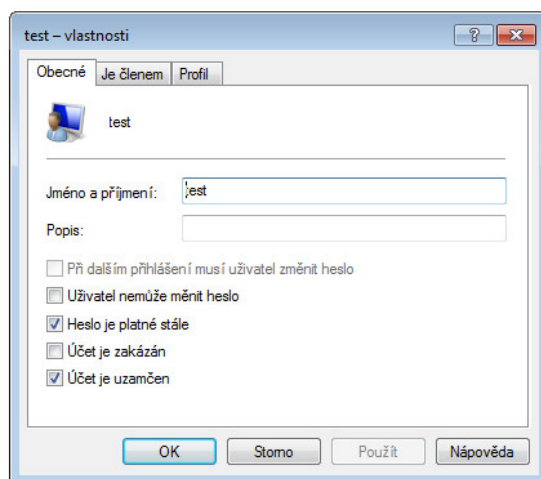 test – vlastnosti
Obecné Je členem Profil
test
Jméno a příjmení: test
Popis:
Při dalším přihlášení musí uživatel změnit heslo
Uživatel nemůže měnit heslo
Heslo je platné stále
Účet je zakázán
Účet je uzamčen
OK Storno Použít Nápověda